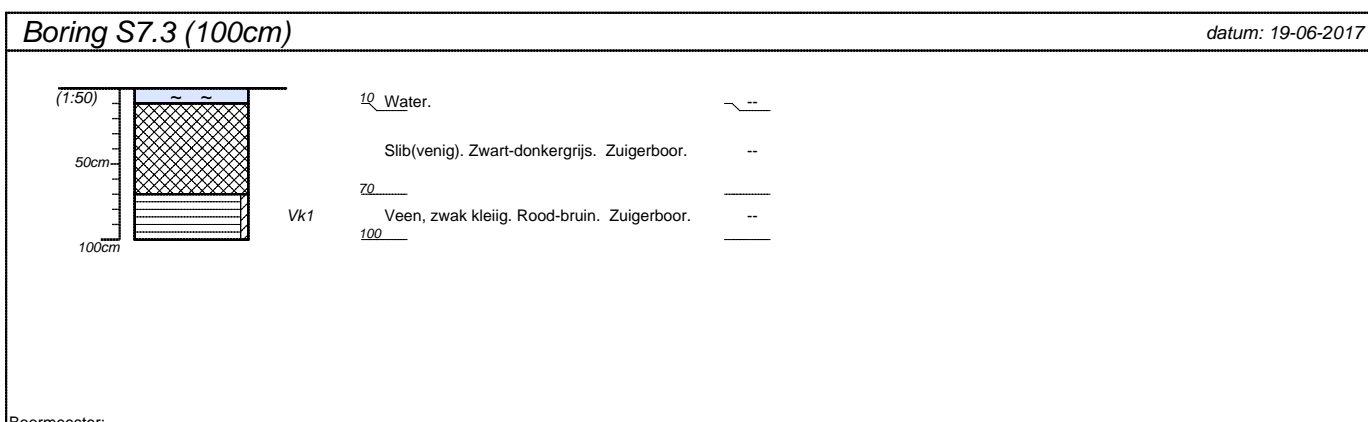 Boring S7.3 (100cm) datum: 19-06-2017
(1:50) ~ ~ 10 Water. --
50cm Slib(venig). Zwart-donkergrijs. Zuigerboor. --
70
Vk1 Veen, zwak kleiig. Rood-bruin. Zuigerboor. --
100
100cm
Boormeester: